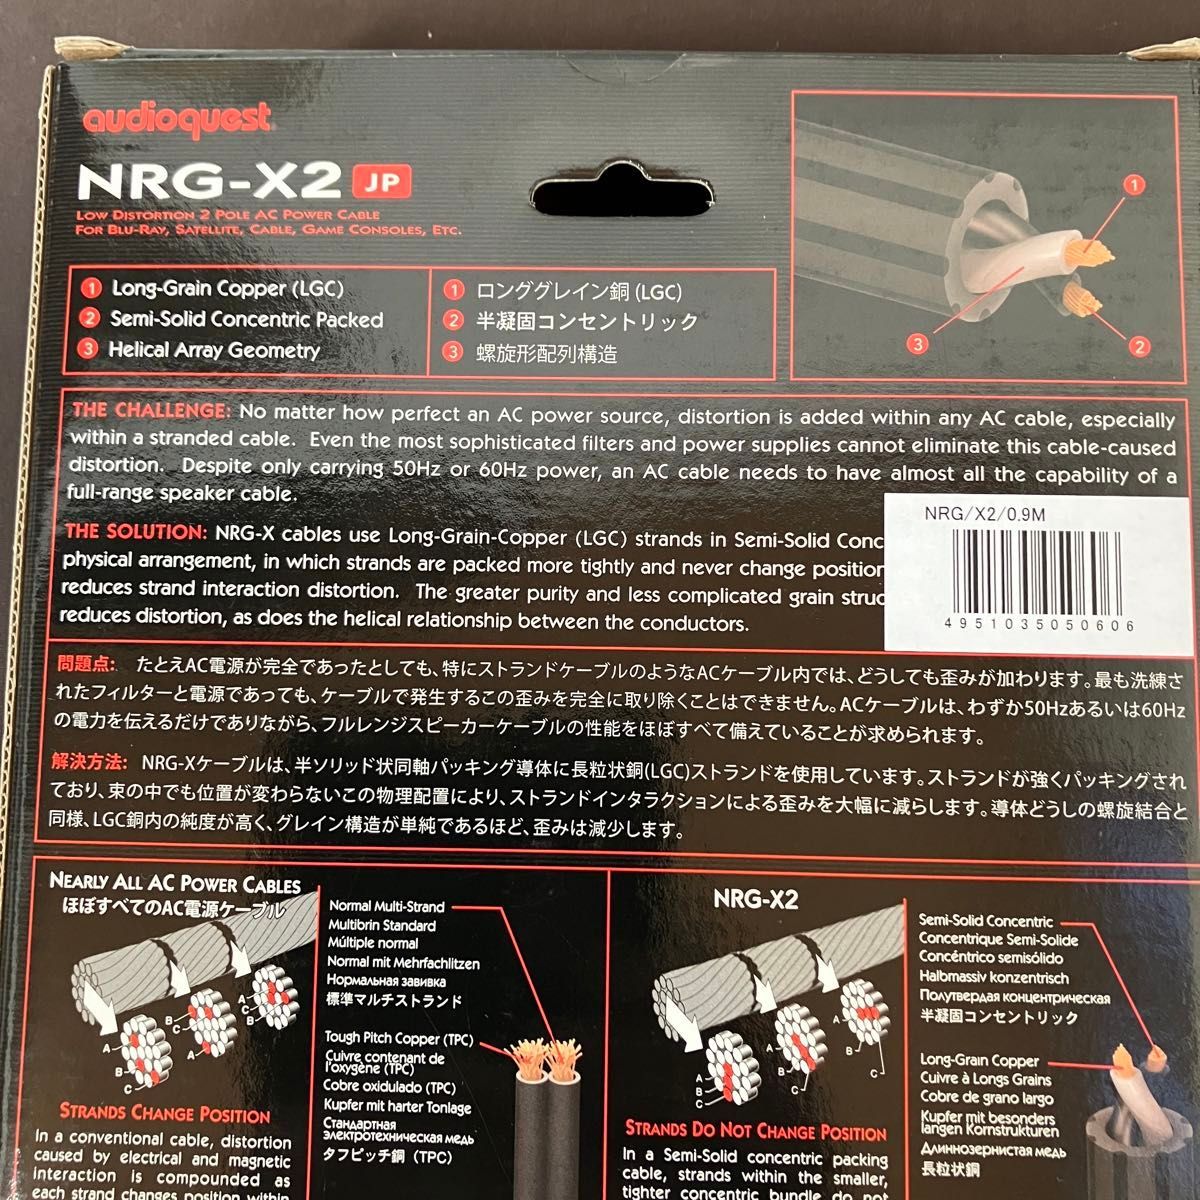 audioquest
NRG-X2 JP
LOW DISTORTION 2 POLE AC POWER CABLE
FOR BLU-RAY, SATELLITE, CABLE, GAME CONSOLES, ETC.
1 Long-Grain Copper (LGC)
2 Semi-Solid Concentric Packed
3 Helical Array Geometry
1 ロンググレイン銅 (LGC)
2 半凝固コンセントリック
3 螺旋形配列構造
1
3
2
THE CHALLENGE: No matter how perfect an AC power source, distortion is added within any AC cable, especially
within a stranded cable. Even the most sophisticated filters and power supplies cannot eliminate this cable-caused
distortion. Despite only carrying 50Hz or 60Hz power, an AC cable needs to have almost all the capability of a
full-range speaker cable.
THE SOLUTION: NRG-X cables use Long-Grain-Copper (LGC) strands in Semi-Solid
physical arrangement, in which strands are packed more tightly and never change position
reduces strand interaction distortion. The greater purity and less complicated grain
reduces distortion, as does the helical relationship between the conductors.
NRG/X2/0.9M
4951035050606
問題点: たとえAC電源が完全であったとしても、特にストランドケーブルのようなACケーブル内では、どうしても歪みが加わります。最も洗練さ
れたフィルターと電源であっても、ケーブルで発生するこの歪みを完全に取り除くことはできません。ACケーブルは、わずか50Hzあるいは60Hz
の電力を伝えるだけでありながら、フルレンジスピーカーケーブルの性能をほぼすべて備えていることが求められます。
解決方法: NRG-Xケーブルは、半ソリッド状同軸パッキング導体に長粒状銅(LGC)ストランドを使用しています。ストランドが強くパッキングされ
ており、束の中でも位置が変わらないこの物理配置により、ストランドインタラクションによる歪みを大幅に減らします。導体どうしの螺旋結合と
同様、LGC銅内の純度が高く、グレイン構造が単純であるほど、歪みは減少します。
NEARLY ALL AC POWER CABLES
ほぼすべてのAC電源ケーブル
A
B
C
B
C
A
A
B
C
STRANDS CHANGE POSITION
In a conventional cable, distortion
caused by electrical and magnetic
interaction is compounded as
each strand changes position within
Normal Multi-Strand
Multibrin Standard
Múltiple normal
Normal mit Mehrfachlitzen
Нормальная завивка
標準マルチストランド
Tough Pitch Copper (TPC)
Cuivre contenant de
l'oxygène (TPC)
Cobre oxidulado (TPC)
Kupfer mit harter Tonlage
Стандартная
электротехническая медь
タフピッチ銅 (TPC)
NRG-X2
A
B
C
A
B
C
A
B
C
STRANDS DO NOT CHANGE POSITION
In a Semi-Solid concentric packing
cable, strands within the smaller,
tighter concentric bundle do not
Semi-Solid Concentric
Concentrique Semi-Solide
Concéntrico semisólido
Halbmassiv konzentrisch
Полутвердая концентрическая
半凝固コンセントリック
Long-Grain Copper
Cuivre à Longs Grains
Cobre de grano largo
Kupfer mit besonders
langen Kornstrukturen
Длиннозернистая медь
長粒状銅